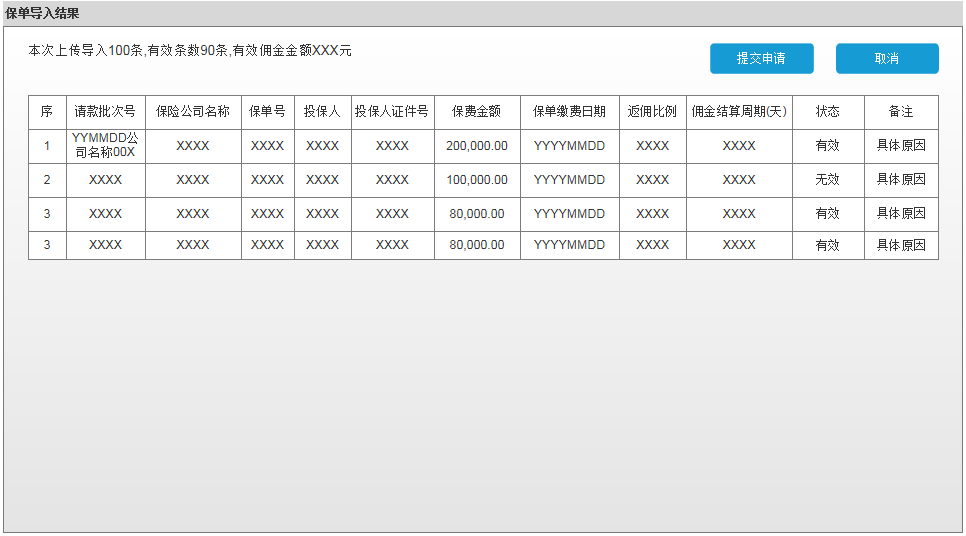 保单导入结果
本次上传导入100条,有效条数90条,有效佣金金额XXX元
提交申请 取消
序 请款批次号 保险公司名称 保单号 投保人 投保人证件号 保费金额 保单缴费日期 返佣比例 佣金结算周期(天) 状态 备注
1 YYMMDD公司名称00X XXXX XXXX XXXX XXXX 200,000.00 YYYYMMDD XXXX XXXX 有效 具体原因
2 XXXX XXXX XXXX XXXX XXXX 100,000.00 YYYYMMDD XXXX XXXX 无效 具体原因
3 XXXX XXXX XXXX XXXX XXXX 80,000.00 YYYYMMDD XXXX XXXX 有效 具体原因
3 XXXX XXXX XXXX XXXX XXXX 80,000.00 YYYYMMDD XXXX XXXX 有效 具体原因